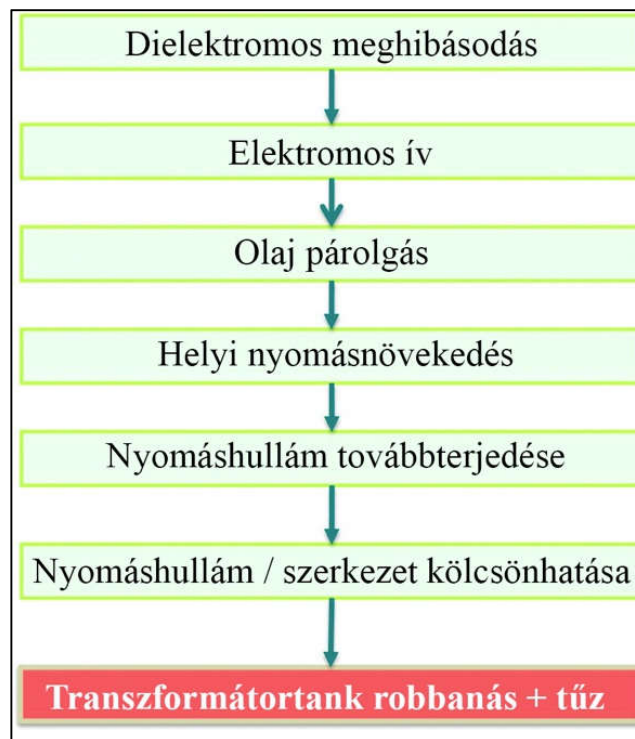 Dielektromos meghibásodás
Elektromos ív
Olaj párolgás
Helyi nyomásnövekedés
Nyomáshullám továbbterjedése
Nyomáshullám / szerkezet kölcsönhatása
Transzformátortank robbanás + tűz